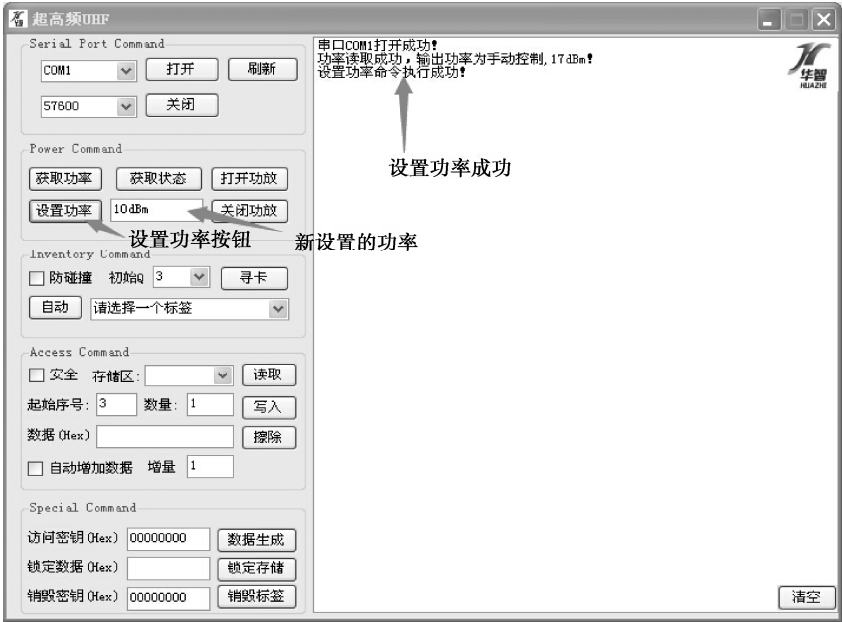 超高频UHF
Serial Port Command
COM1 打开 刷新
57600 关闭
Power Command
获取功率 获取状态 打开功放
设置功率 10dBm 关闭功放
设置功率按钮 新设置的功率
Inventory Command
防碰撞 初始Q 3 寻卡
自动 请选择一个标签
Access Command
安全 存储区: 读取
起始序号: 3 数量: 1 写入
数据(Hex) 擦除
自动增加数据 增量 1
Special Command
访问密钥(Hex) 00000000 数据生成
锁定数据(Hex) 锁定存储
销毁密钥(Hex) 00000000 销毁标签
串口COM1打开成功!
功率读取成功，输出功率为手动控制,17dBm!
设置功率命令执行成功!
设置功率成功
华智
HUAZHI
清空